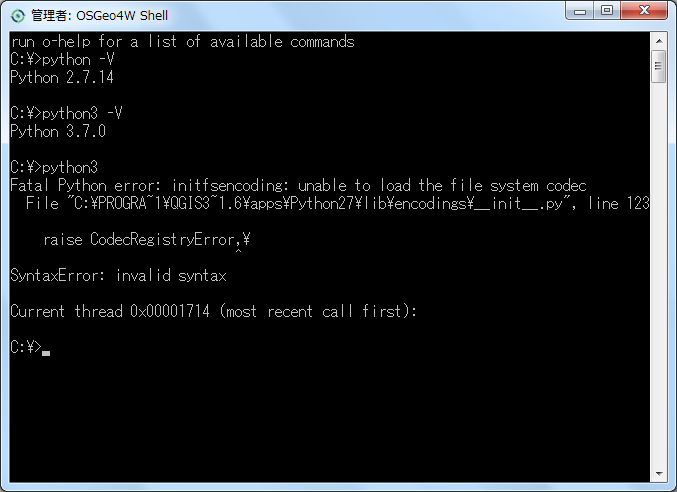 管理者: OSGeo4W Shell
run o-help for a list of available commands
C:¥>python -V
Python 2.7.14
C:¥>python3 -V
Python 3.7.0
C:¥>python3
Fatal Python error: initfsencoding: unable to load the file system codec
  File "C:¥PROGRA~1¥QGIS3~1.6¥apps¥Python27¥lib¥encodings¥__init__.py", line 123
    raise CodecRegistryError,¥
                            ^
SyntaxError: invalid syntax
Current thread 0x00001714 (most recent call first):
C:¥>